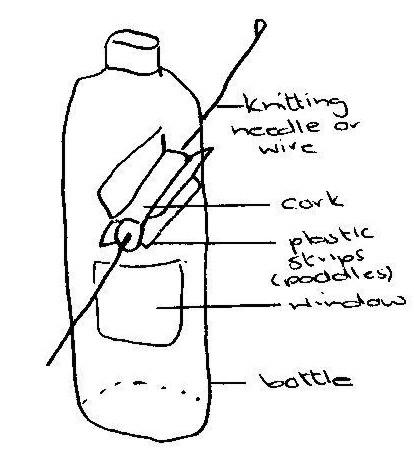 knitting
needle or
wire
cork
plastic
strips
(paddles)
window
bottle